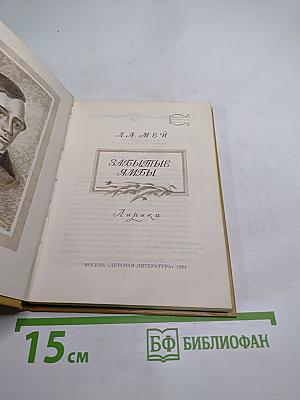 Л.А. МЕЙ
ЗАБЫТЫЕ
ЯМБЫ
Лирика
МОСКВА «ДЕТСКАЯ ЛИТЕРАТУРА» 1984
15 см
БФ БИБЛИОФАН